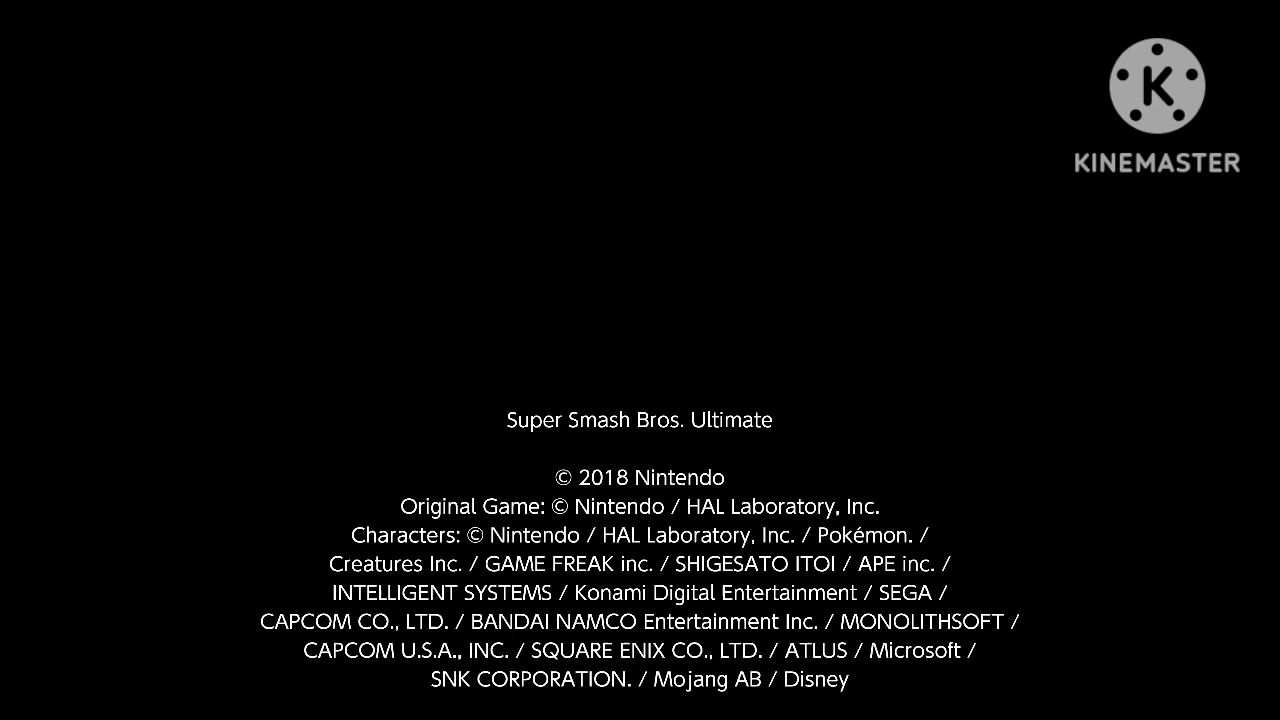 K
KINEMASTER
Super Smash Bros. Ultimate
© 2018 Nintendo
Original Game: © Nintendo / HAL Laboratory, Inc.
Characters: © Nintendo / HAL Laboratory, Inc. / Pokémon. /
Creatures Inc. / GAME FREAK inc. / SHIGESATO ITOI / APE inc. /
INTELLIGENT SYSTEMS / Konami Digital Entertainment / SEGA /
CAPCOM CO., LTD. / BANDAI NAMCO Entertainment Inc. / MONOLITHSOFT /
CAPCOM U.S.A., INC. / SQUARE ENIX CO., LTD. / ATLUS / Microsoft /
SNK CORPORATION. / Mojang AB / Disney